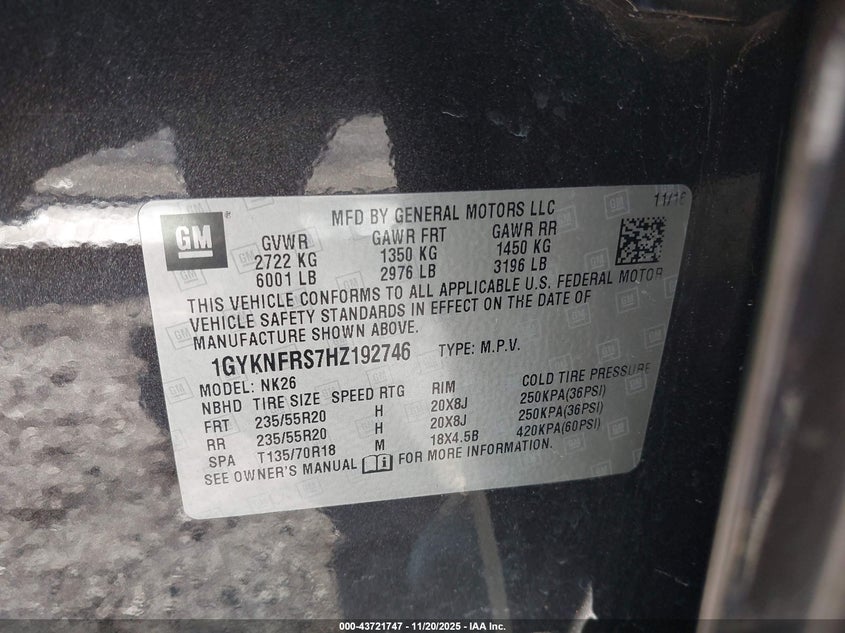 GM
MFD BY GENERAL MOTORS LLC
11/16
GVWR GAWR FRT GAWR RR
2722 KG 1350 KG 1450 KG
6001 LB 2976 LB 3196 LB
THIS VEHICLE CONFORMS TO ALL APPLICABLE U.S. FEDERAL MOTOR
VEHICLE SAFETY STANDARDS IN EFFECT ON THE DATE OF
MANUFACTURE SHOWN ABOVE.
1GYKNFRS7HZ192746 TYPE: M.P.V.
MODEL: NK26
NBHD TIRE SIZE SPEED RTG RIM COLD TIRE PRESSURE
FRT 235/55R20 H 20X8J 250KPA(36PSI)
RR 235/55R20 H 20X8J 250KPA(36PSI)
SPA T135/70R18 M 18X4.5B 420KPA(60PSI)
SEE OWNER'S MANUAL FOR MORE INFORMATION.
000-43721747 - 11/20/2025 - IAA Inc.